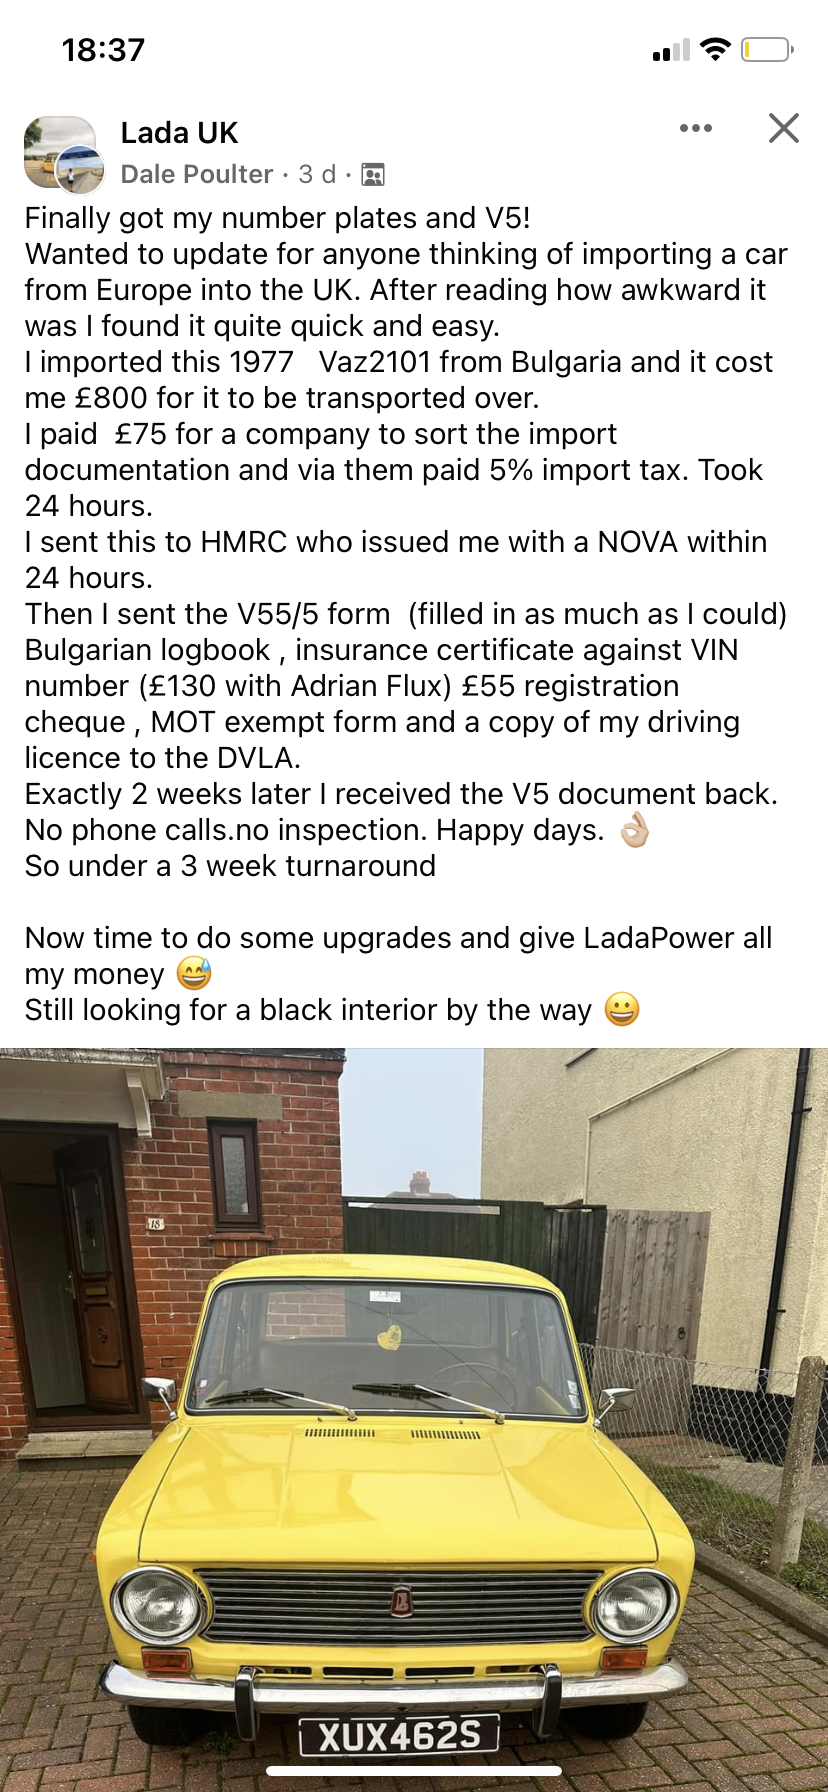 18:37
Lada UK
Dale Poulter · 3 d ·
Finally got my number plates and V5!
Wanted to update for anyone thinking of importing a car
from Europe into the UK. After reading how awkward it
was I found it quite quick and easy.
I imported this 1977   Vaz2101 from Bulgaria and it cost
me £800 for it to be transported over.
I paid  £75 for a company to sort the import
documentation and via them paid 5% import tax. Took
24 hours.
I sent this to HMRC who issued me with a NOVA within
24 hours.
Then I sent the V55/5 form  (filled in as much as I could)
Bulgarian logbook , insurance certificate against VIN
number (£130 with Adrian Flux) £55 registration
cheque , MOT exempt form and a copy of my driving
licence to the DVLA.
Exactly 2 weeks later I received the V5 document back.
No phone calls.no inspection. Happy days. 👌🏼
So under a 3 week turnaround
Now time to do some upgrades and give LadaPower all
my money 😅
Still looking for a black interior by the way 😀
18
XUX462S